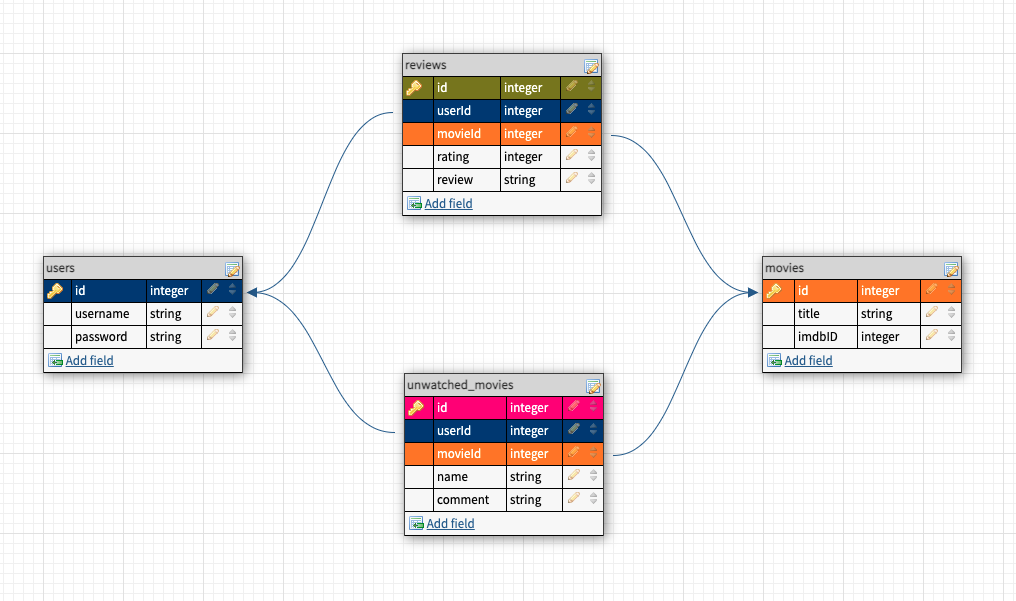 reviews
id integer
userId integer
movieId integer
rating integer
review string
Add field
users
id integer
username string
password string
Add field
movies
id integer
title string
imdbID integer
Add field
unwatched_movies
id integer
userId integer
movieId integer
name string
comment string
Add field